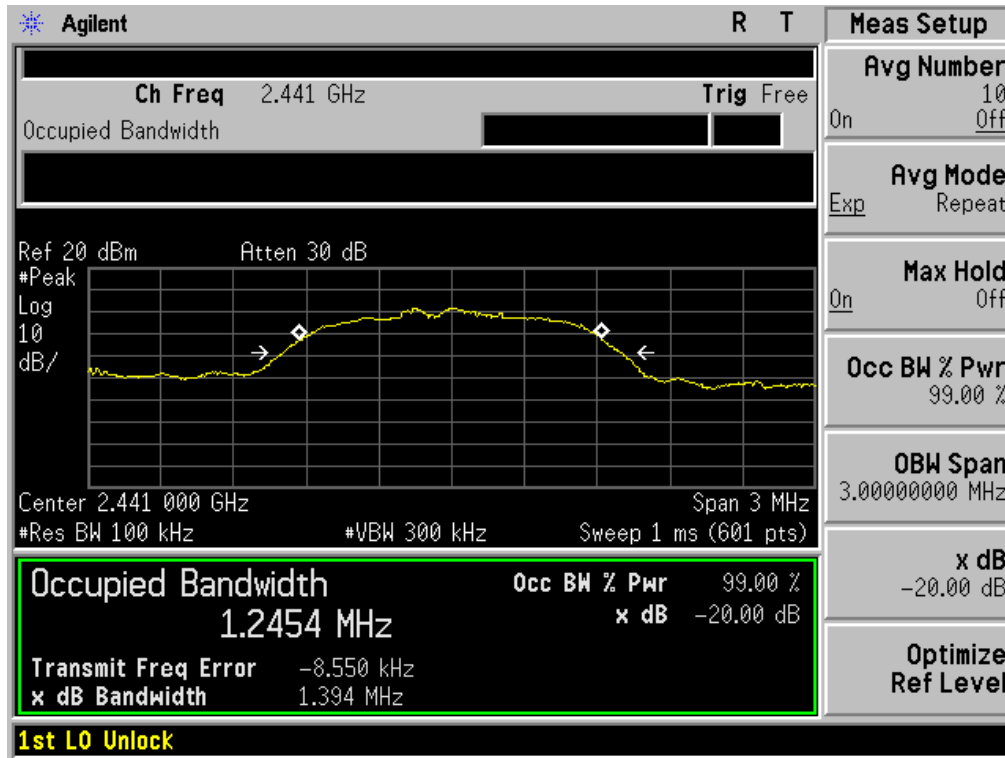 Agilent R T
Ch Freq 2.441 GHz Trig Free
Occupied Bandwidth
Ref 20 dBm Atten 30 dB
#Peak
Log
10
dB/
Center 2.441 000 GHz Span 3 MHz
#Res BW 100 kHz #VBW 300 kHz Sweep 1 ms (601 pts)
Occupied Bandwidth Occ BW % Pwr 99.00 %
1.2454 MHz x dB -20.00 dB
Transmit Freq Error -8.550 kHz
x dB Bandwidth 1.394 MHz
1st LO Unlock
Meas Setup
Avg Number
10
On Off
Avg Mode
Exp Repeat
Max Hold
On Off
Occ BW % Pwr
99.00 %
OBW Span
3.00000000 MHz
x dB
-20.00 dB
Optimize
Ref Level